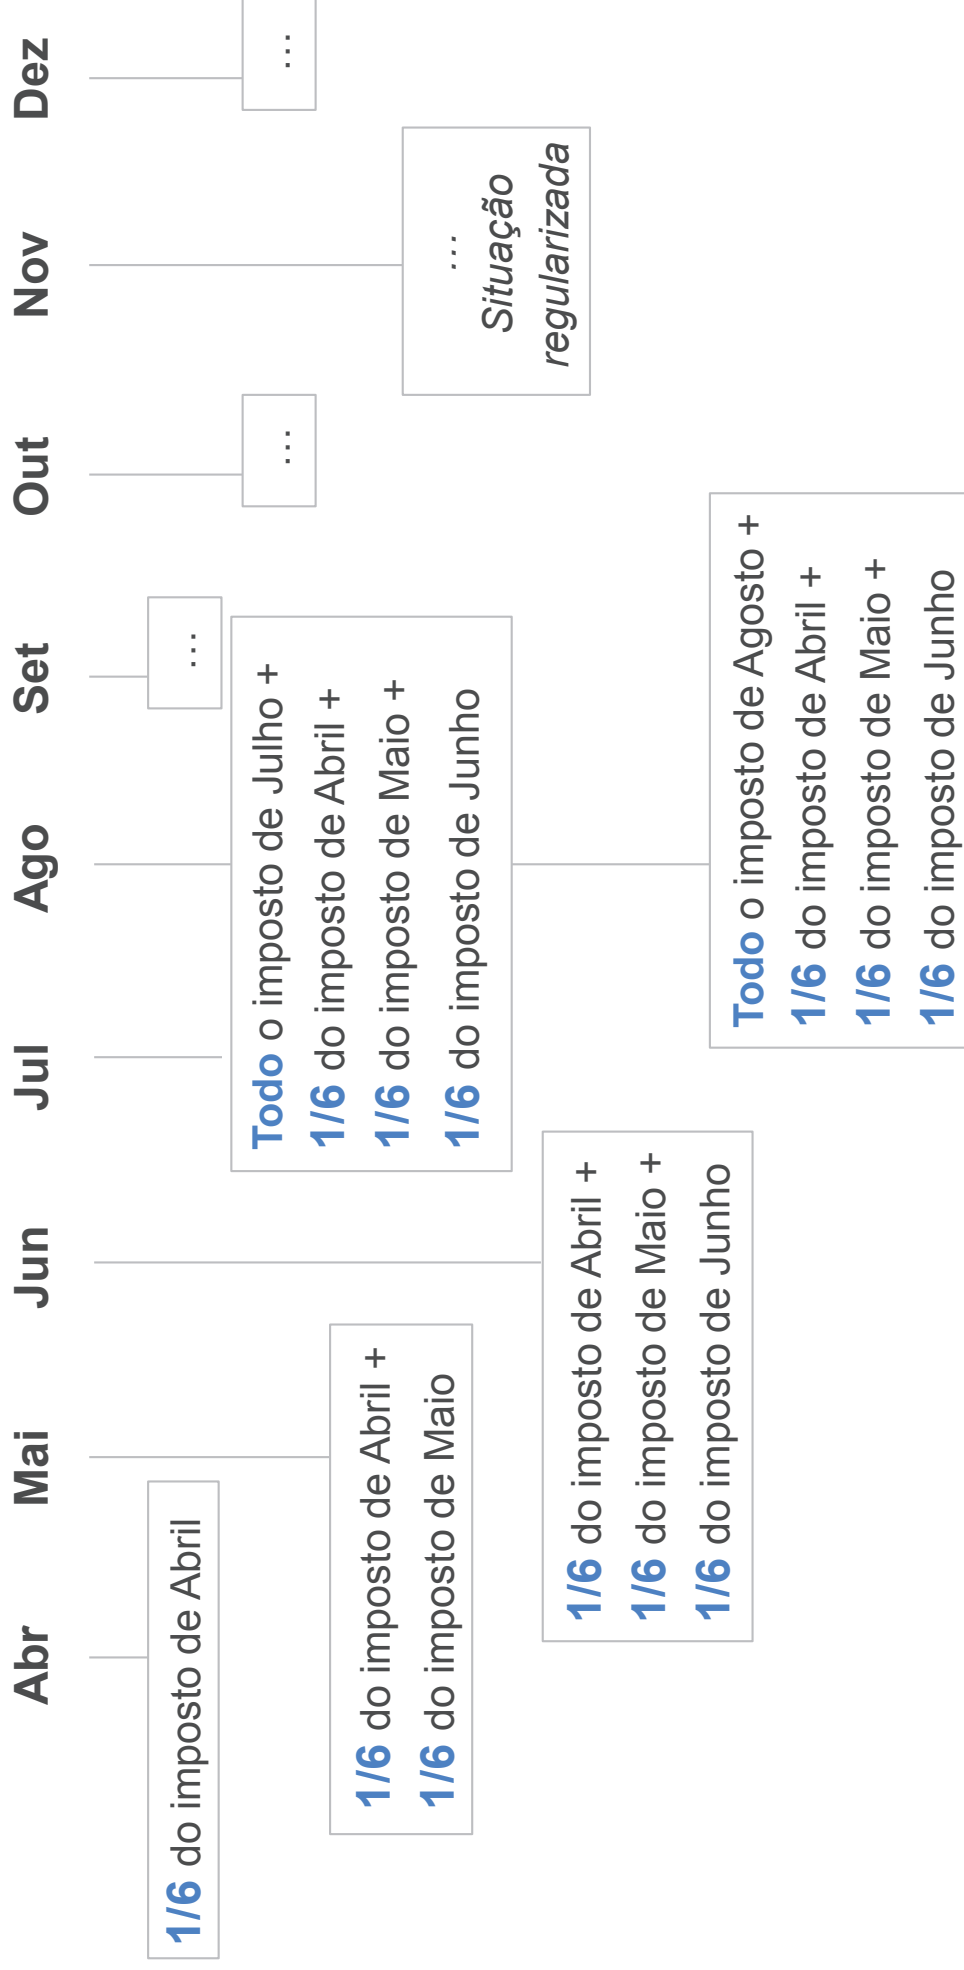 Abr
Mai
Jun
Jul
Ago
Set
Out
Nov
Dez
1/6 do imposto de Abril
1/6 do imposto de Abril +
1/6 do imposto de Maio
1/6 do imposto de Abril +
1/6 do imposto de Maio +
1/6 do imposto de Junho
Todo o imposto de Julho +
1/6 do imposto de Abril +
1/6 do imposto de Maio +
1/6 do imposto de Junho
Todo o imposto de Agosto +
1/6 do imposto de Abril +
1/6 do imposto de Maio +
1/6 do imposto de Junho
…
…
…
Situação
regularizada
…